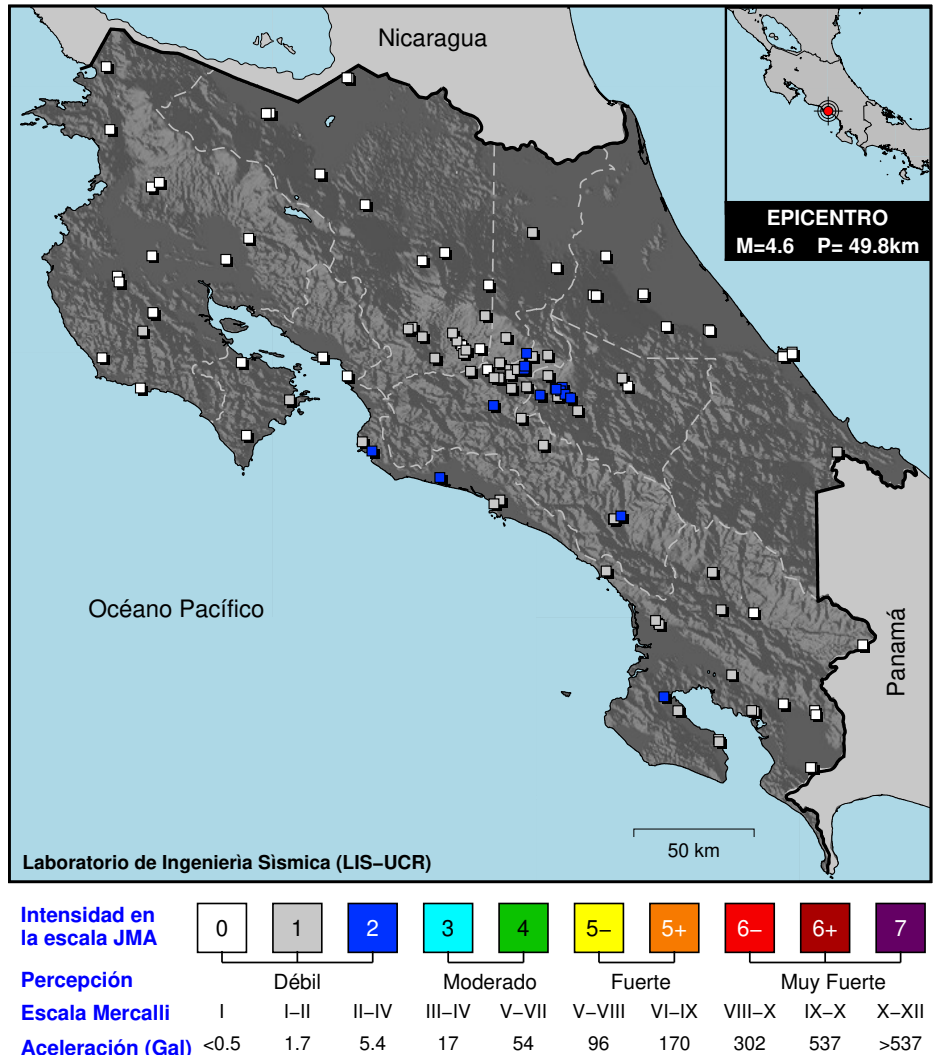 Nicaragua
EPICENTRO
M=4.6 P= 49.8km
Océano Pacífico
Panamá
50 km
Laboratorio de Ingenierìa Sìsmica (LIS−UCR)
Intensidad en
la escala JMA
0 1 2 3 4 5− 5+ 6− 6+ 7
Percepción Débil Moderado Fuerte Muy Fuerte
Escala Mercalli I I−II II−IV III−IV V−VII V−VIII VI−IX VIII−X IX−X X−XII
Aceleración (Gal) <0.5 1.7 5.4 17 54 96 170 302 537 >537